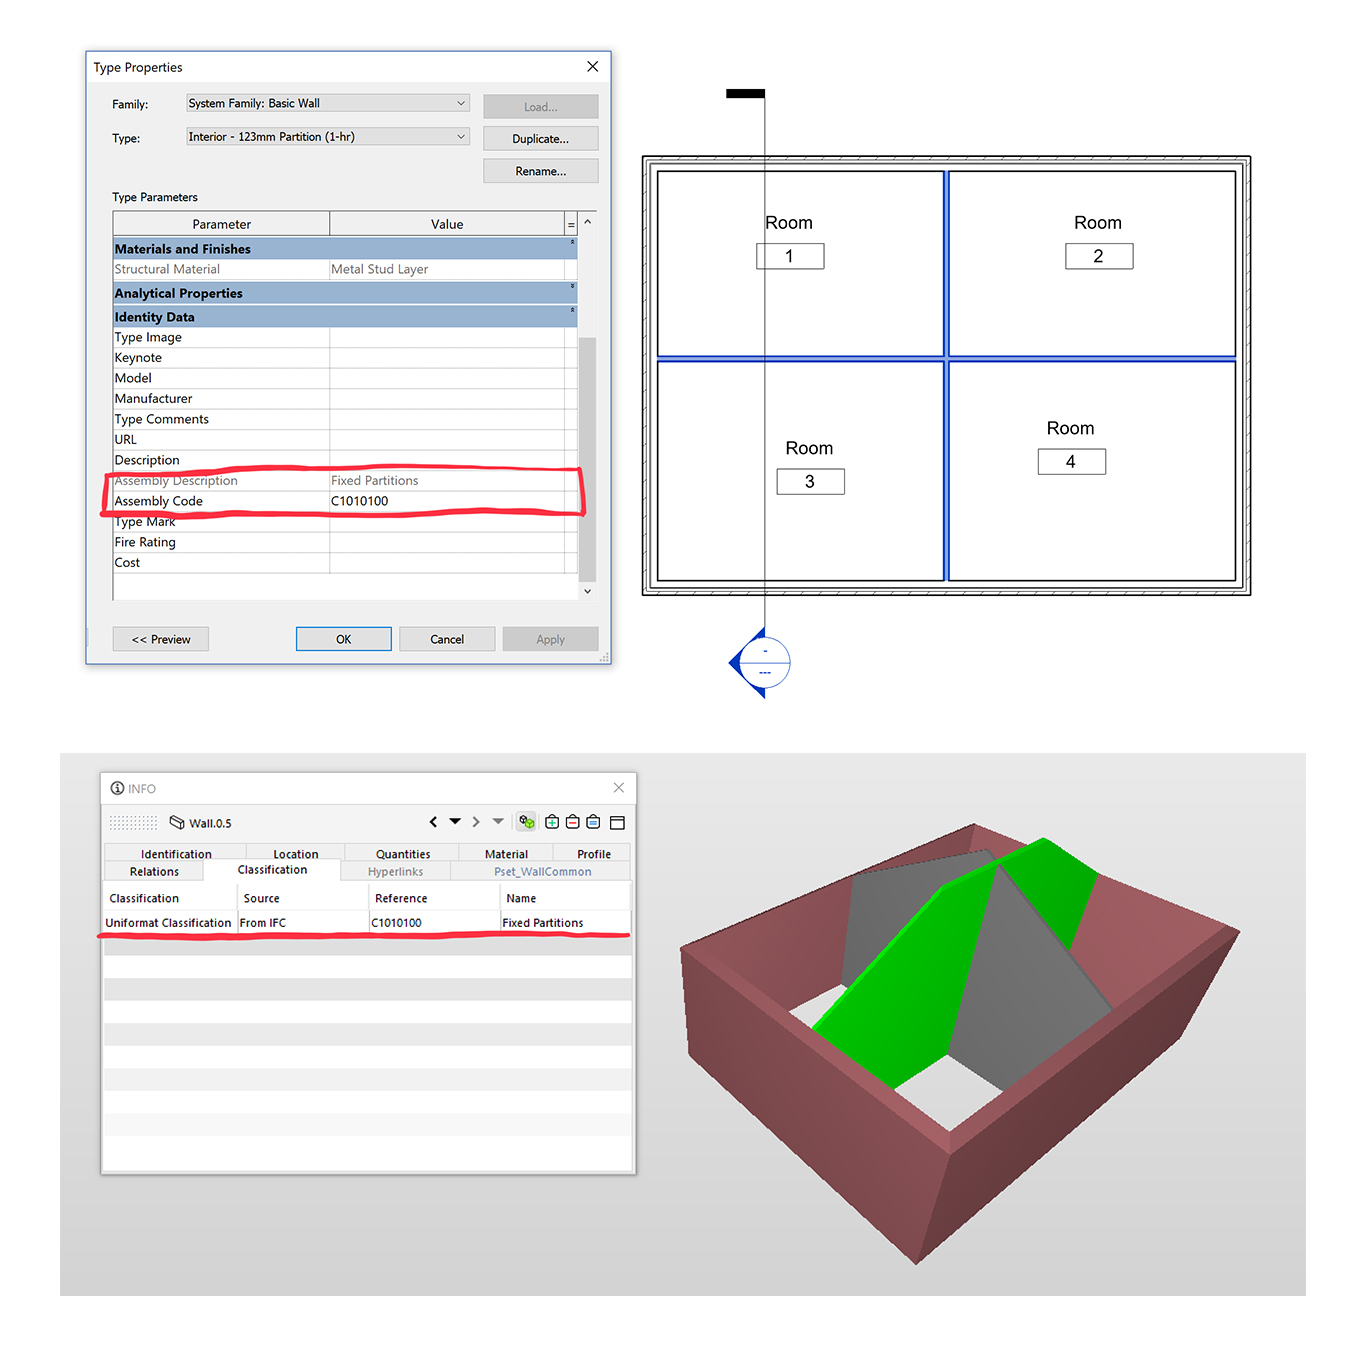 Type Properties
Family: System Family: Basic Wall Load...
Type: Interior - 123mm Partition (1-hr) Duplicate...
Rename...
Type Parameters
Parameter Value =
Materials and Finishes
Structural Material Metal Stud Layer
Analytical Properties
Identity Data
Type Image
Keynote
Model
Manufacturer
Type Comments
URL
Description
Assembly Description Fixed Partitions
Assembly Code C1010100
Type Mark
Fire Rating
Cost
<< Preview OK Cancel Apply
Room
1
Room
2
Room
3
Room
4
-
---
INFO
Wall.0.5
Identification Location Quantities Material Profile
Relations Classification Hyperlinks Pset_WallCommon
Classification Source Reference Name
Uniformat Classification From IFC C1010100 Fixed Partitions